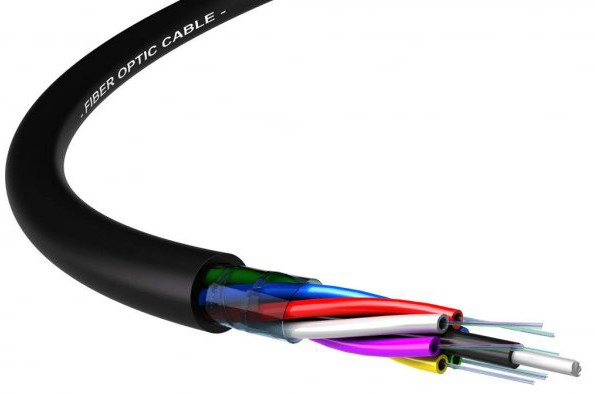 - FIBER OPTIC CABLE -